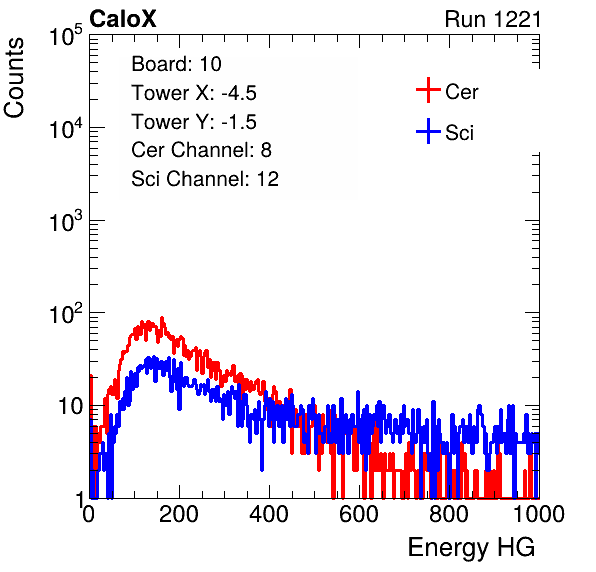 CaloX Run 1221
Counts
Board: 10
Tower X: -4.5
Tower Y: -1.5
Cer Channel: 8
Sci Channel: 12
Cer
Sci
10^5
10^4
10^3
10^2
10
1
0 200 400 600 800 1000
Energy HG